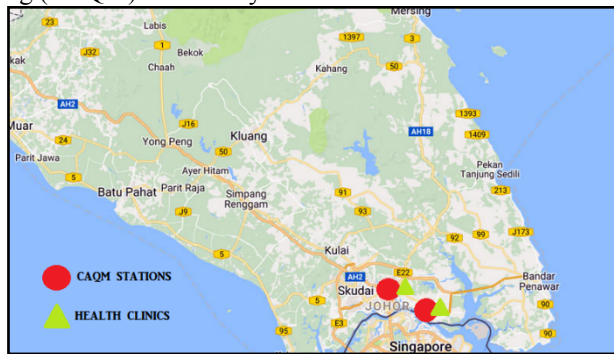 Mersing
23
Labis
1
Bekok
J32
Chaah
1397
3
Kahang
50
AH2
J16
Kluang
AH18
1393
Muar
24
Yong Peng
50
1409
Parit Jawa
5
Ayer Hitam
Pekan
Tanjung Sedili
Batu Pahat
Parit Raja
Simpang
Renggam
91
213
J9
93
5
92
99
J173
Kulai
CAQM STATIONS
AH2
E22
Bandar
Penawar
Skudai
HEALTH CLINICS
5
JOHOR
90
E3
95
Singapore
90